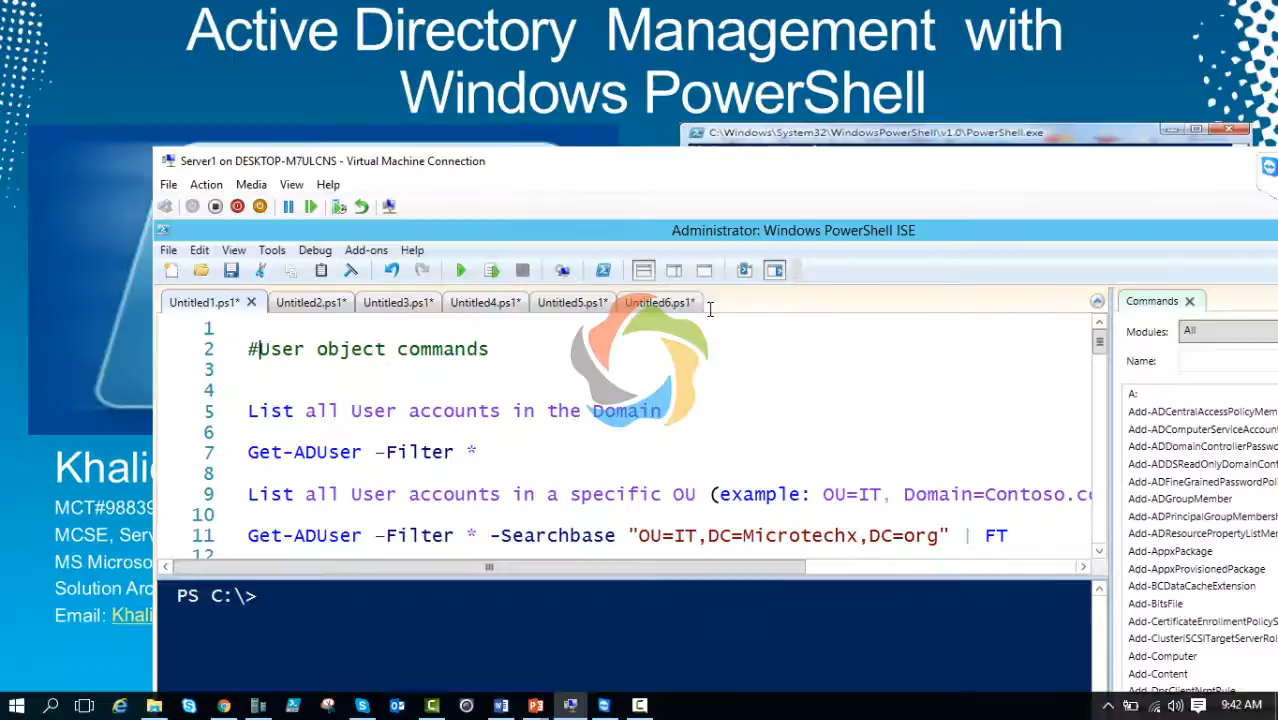 Active Directory Management with
Windows PowerShell
C:\Windows\System32\WindowsPowerShell\v1.0\PowerShell.exe
Server1 on DESKTOP-M7ULCNS - Virtual Machine Connection
File Action Media View Help
Administrator: Windows PowerShell ISE
File Edit View Tools Debug Add-ons Help
Untitled1.ps1* Untitled2.ps1* Untitled3.ps1* Untitled4.ps1* Untitled5.ps1* Untitled6.ps1*
Commands
Modules: All
Name:
1
2 #User object commands
3
4
5 List all User accounts in the Domain
6
7 Get-ADUser –Filter *
8
9 List all User accounts in a specific OU (example: OU=IT, Domain=Contoso.co
10
11 Get-ADUser –Filter * -Searchbase "OU=IT,DC=Microtechx,DC=org" | FT
12
PS C:\>
A:
Add-ADCentralAccessPolicyMem
Add-ADComputerServiceAccount
Add-ADDomainControllerPasswo
Add-ADDSReadOnlyDomainCont
Add-ADFineGrainedPasswordPoli
Add-ADGroupMember
Add-ADPrincipalGroupMembersh
Add-ADResourcePropertyListMem
Add-AppxPackage
Add-AppxProvisionedPackage
Add-BCDataCacheExtension
Add-BitsFile
Add-CertificateEnrollmentPolicyS
Add-ClusteriSCSITargetServerRol
Add-Computer
Add-Content
Add-DnsClientNrptRule
Khali
MCT#98839
MCSE, Serv
MS Microso
Solution Arc
Email: Khali
9:42 AM